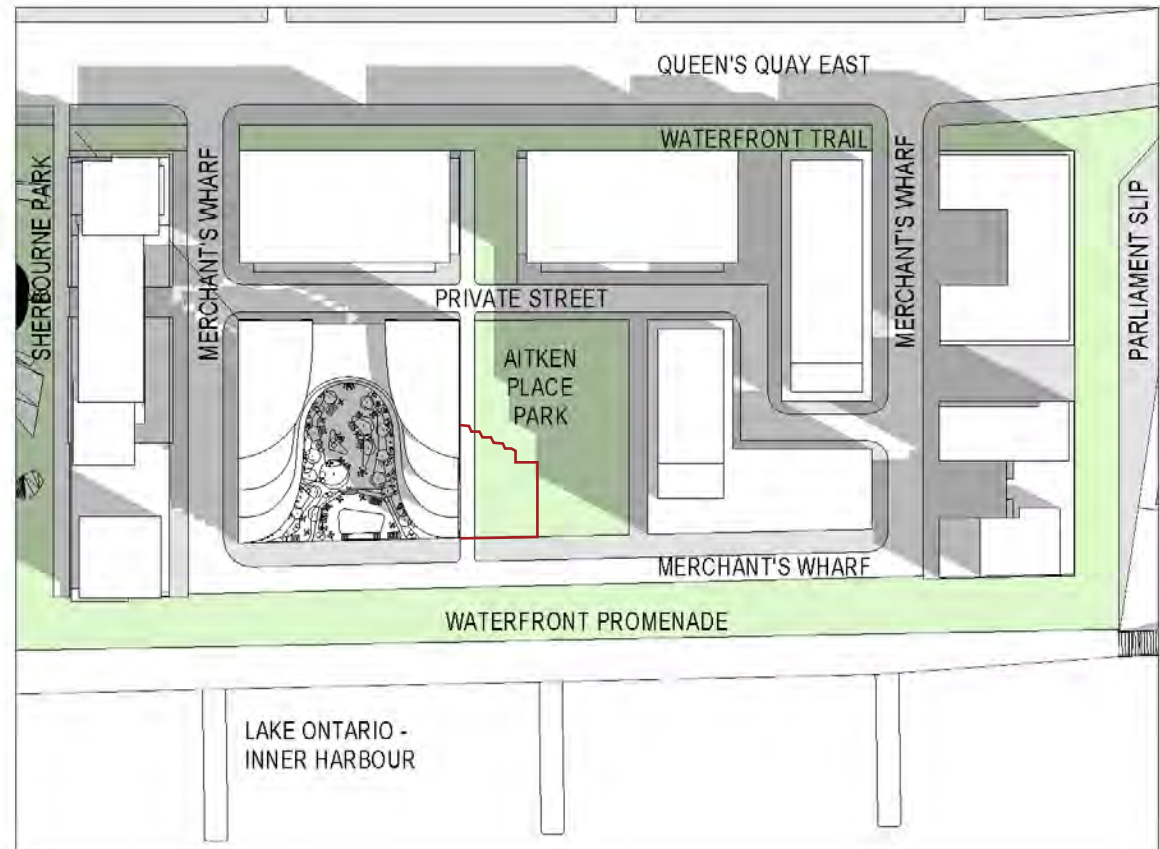 QUEEN'S QUAY EAST
WATERFRONT TRAIL
SHERBOURNE PARK
MERCHANT'S WHARF
MERCHANT'S WHARF
PARLIAMENT SLIP
PRIVATE STREET
AITKEN
PLACE
PARK
MERCHANT'S WHARF
WATERFRONT PROMENADE
LAKE ONTARIO -
INNER HARBOUR